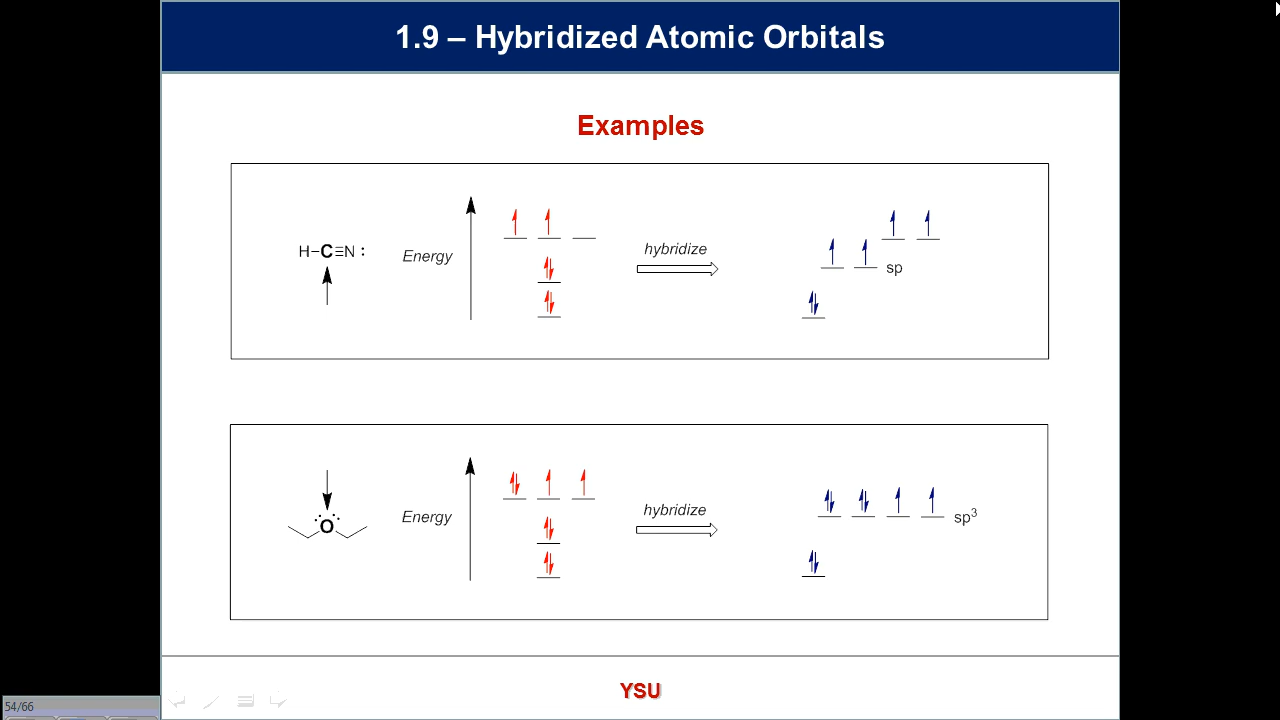 1.9 – Hybridized Atomic Orbitals
Examples
H–C≡N:
Energy
hybridize
sp
O
Energy
hybridize
sp³
YSU
54/66